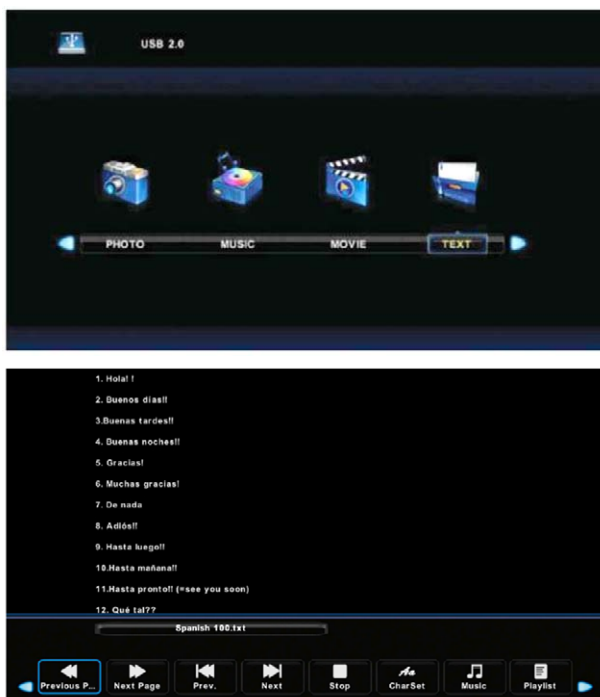 USB 2.0
PHOTO MUSIC MOVIE TEXT
1. Hola! !
2. Buenos días!!
3.Buenas tardes!!
4. Buenas noches!!
5. Gracias!
6. Muchas gracias!
7. De nada
8. Adiós!!
9. Hasta luego!!
10.Hasta mañana!!
11.Hasta pronto!! (=see you soon)
12. Qué tal??
Spanish 100.txt
Previous P... Next Page Prev. Next Stop Aa CharSet Music Playlist